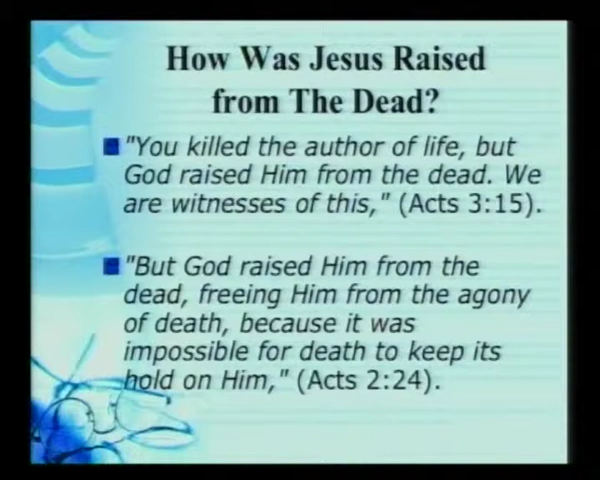 How Was Jesus Raised
from The Dead?
"You killed the author of life, but
God raised Him from the dead. We
are witnesses of this," (Acts 3:15).
"But God raised Him from the
dead, freeing Him from the agony
of death, because it was
impossible for death to keep its
hold on Him," (Acts 2:24).